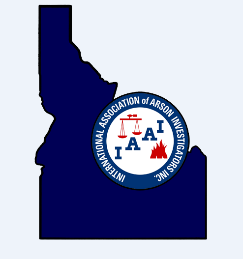 INTERNATIONAL ASSOCIATION of ARSON INVESTIGATORS INC.
IAAI